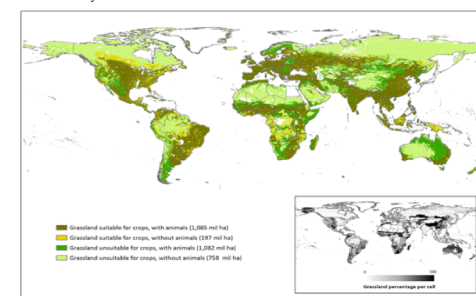 Grassland suitable for crops, with animals (1,085 mil ha)
Grassland suitable for crops, without animals (197 mil ha)
Grassland unsuitable for crops, with animals (1,082 mil ha)
Grassland unsuitable for crops, without animals (758 mil ha)
Grassland percentage per cell